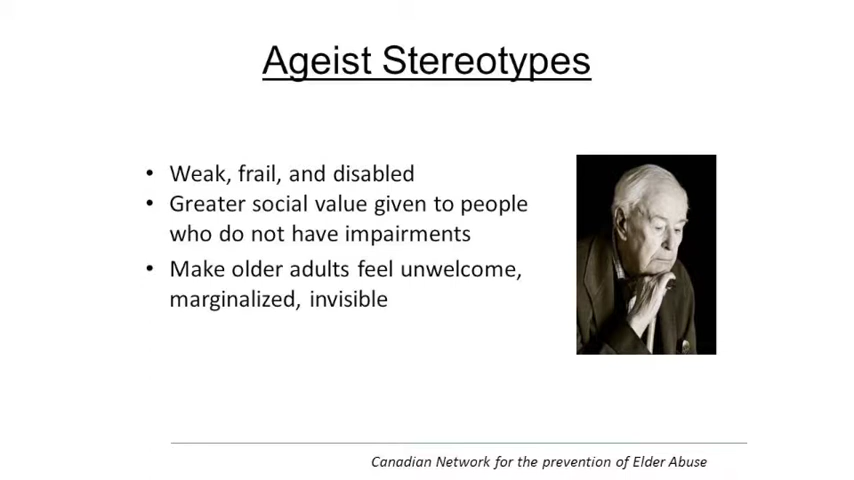 Ageist Stereotypes
• Weak, frail, and disabled
• Greater social value given to people
who do not have impairments
• Make older adults feel unwelcome,
marginalized, invisible
Canadian Network for the prevention of Elder Abuse